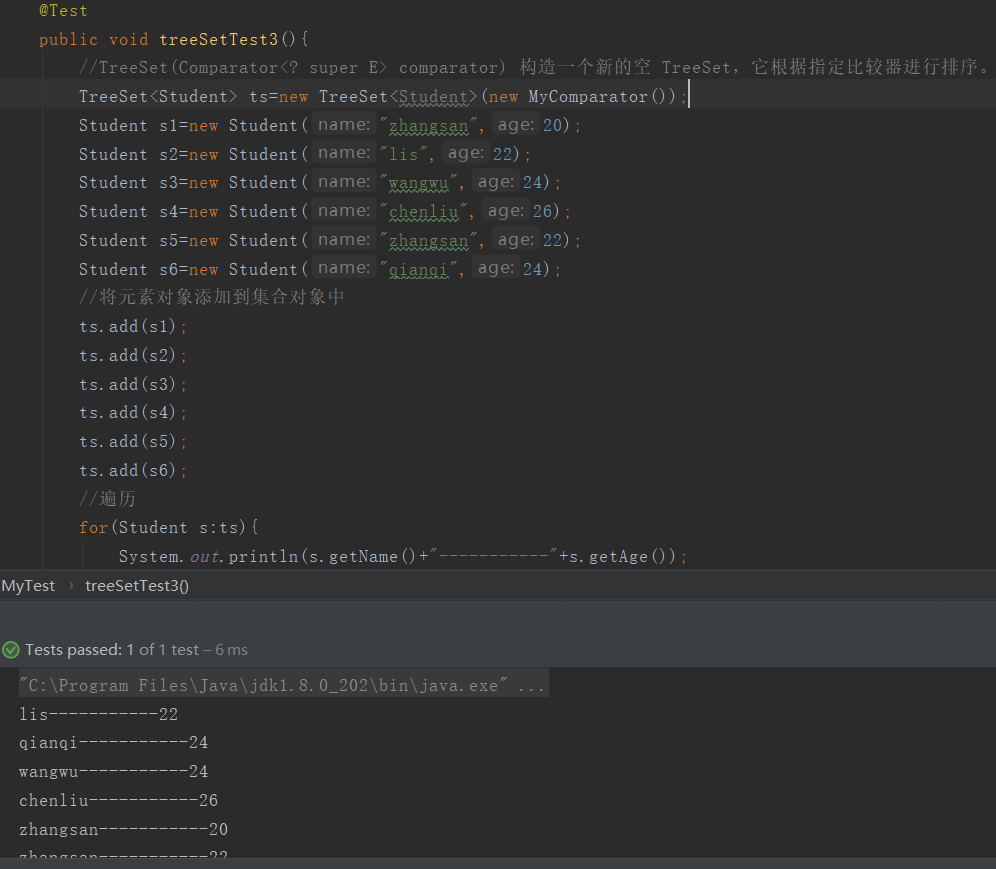 @Test
public void treeSetTest3(){
//TreeSet(Comparator<? super E> comparator) 构造一个新的空 TreeSet，它根据指定比较器进行排序。
TreeSet<Student> ts=new TreeSet<Student>(new MyComparator());
Student s1=new Student( name: "zhangsan", age: 20);
Student s2=new Student( name: "lis", age: 22);
Student s3=new Student( name: "wangwu", age: 24);
Student s4=new Student( name: "chenliu", age: 26);
Student s5=new Student( name: "zhangsan", age: 22);
Student s6=new Student( name: "qianqi", age: 24);
//将元素对象添加到集合对象中
ts.add(s1);
ts.add(s2);
ts.add(s3);
ts.add(s4);
ts.add(s5);
ts.add(s6);
//遍历
for(Student s:ts){
System.out.println(s.getName()+"-----------"+s.getAge());
MyTest › treeSetTest3()
Tests passed: 1 of 1 test – 6 ms
"C:\Program Files\Java\jdk1.8.0_202\bin\java.exe" ...
lis-----------22
qianqi-----------24
wangwu-----------24
chenliu-----------26
zhangsan-----------20
zhangsan-----------22